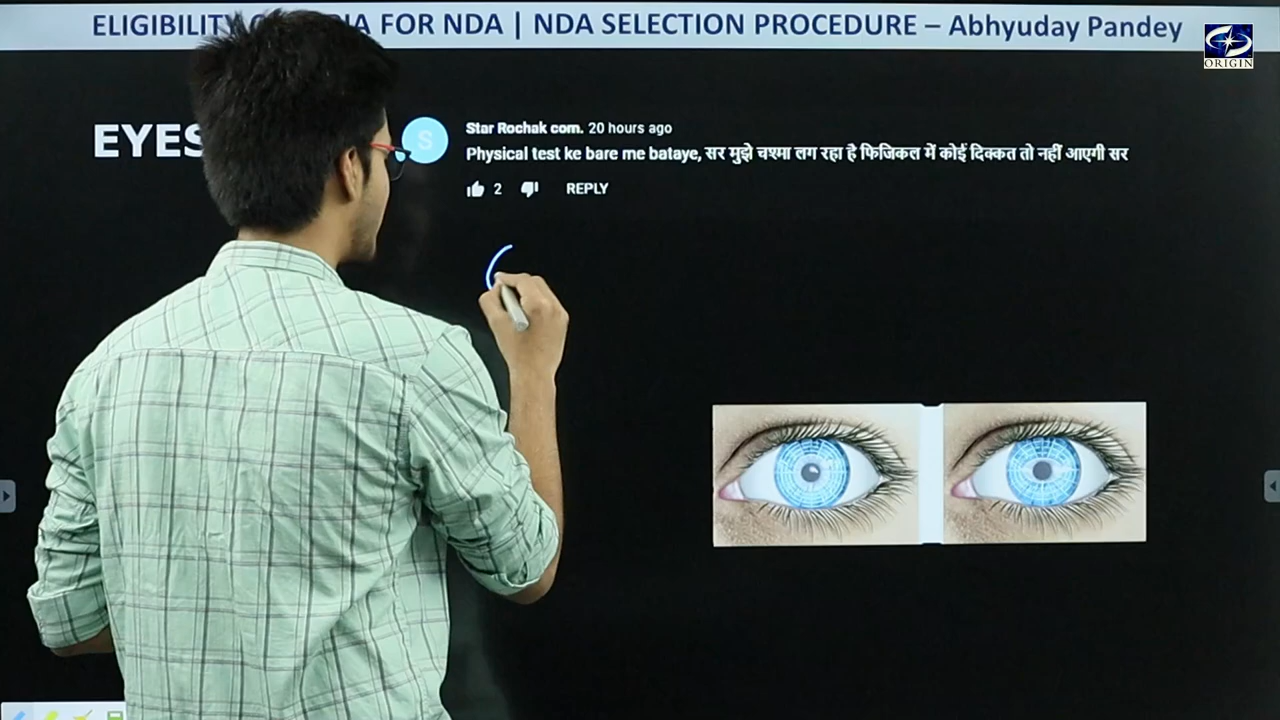 ELIGIBILITY FOR NDA | NDA SELECTION PROCEDURE – Abhyuday Pandey
ORIGIN
EYES
S
Star Rochak com. 20 hours ago
Physical test ke bare me bataye, सर मुझे चश्मा लग रहा है फिजिकल में कोई दिक्कत तो नहीं आएगी सर
2 REPLY